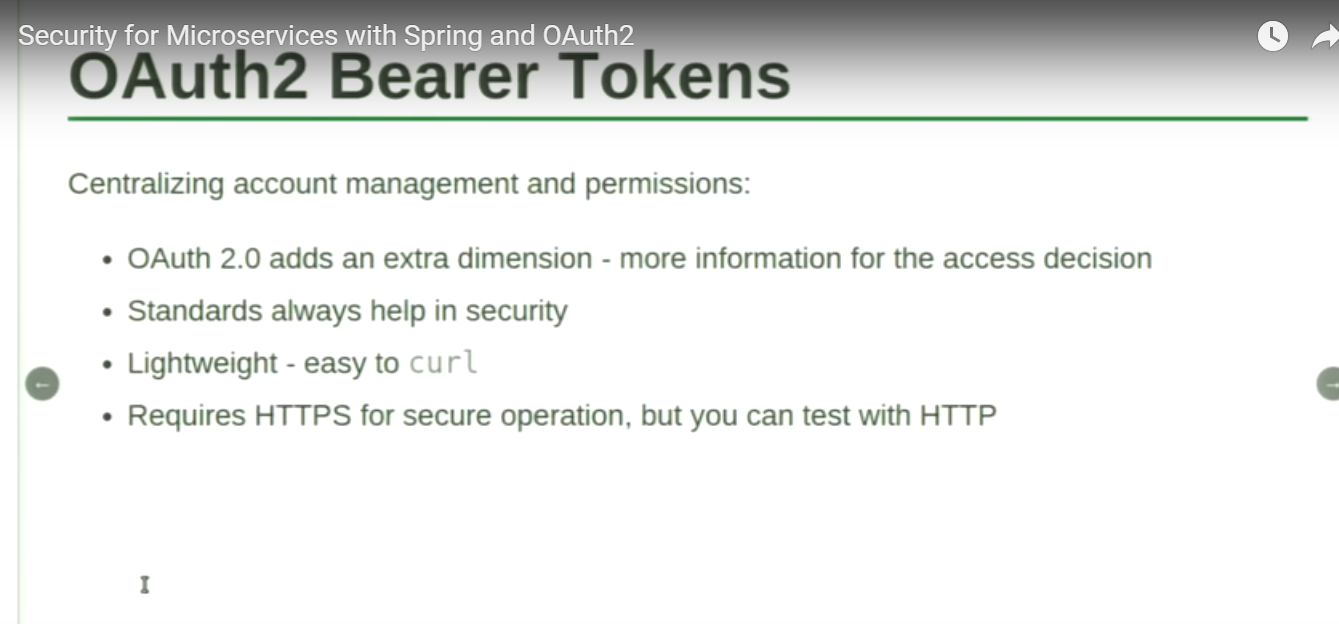 Security for Microservices with Spring and OAuth2
OAuth2 Bearer Tokens
Centralizing account management and permissions:
• OAuth 2.0 adds an extra dimension - more information for the access decision
• Standards always help in security
• Lightweight - easy to curl
• Requires HTTPS for secure operation, but you can test with HTTP